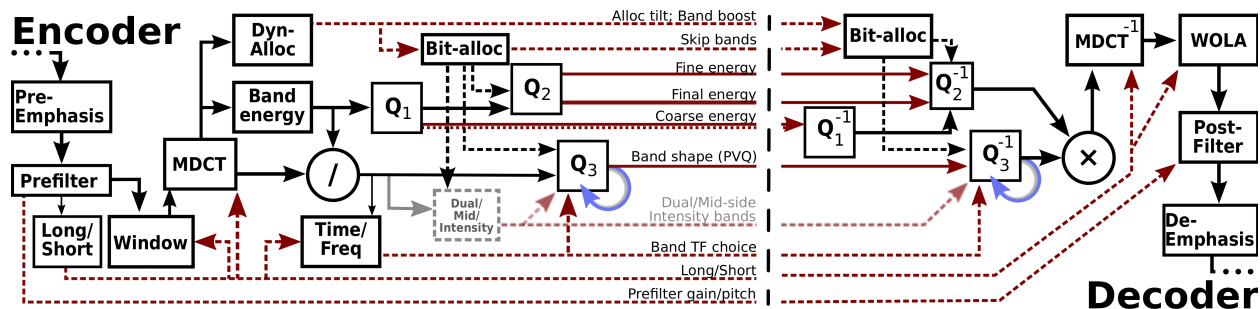 Encoder
Pre-
Emphasis
Prefilter
Long/
Short
Window
MDCT
Dyn-
Alloc
Band
energy
/
Time/
Freq
Q1
Bit-alloc
Q2
Q3
Dual/
Mid/
Intensity
Alloc tilt; Band boost
Skip bands
Fine energy
Final energy
Coarse energy
Band shape (PVQ)
Dual/Mid-side
Intensity bands
Band TF choice
Long/Short
Prefilter gain/pitch
Bit-alloc
Q2-1
Q1-1
Q3-1
×
MDCT-1
WOLA
Post-
Filter
De-
Emphasis
Decoder